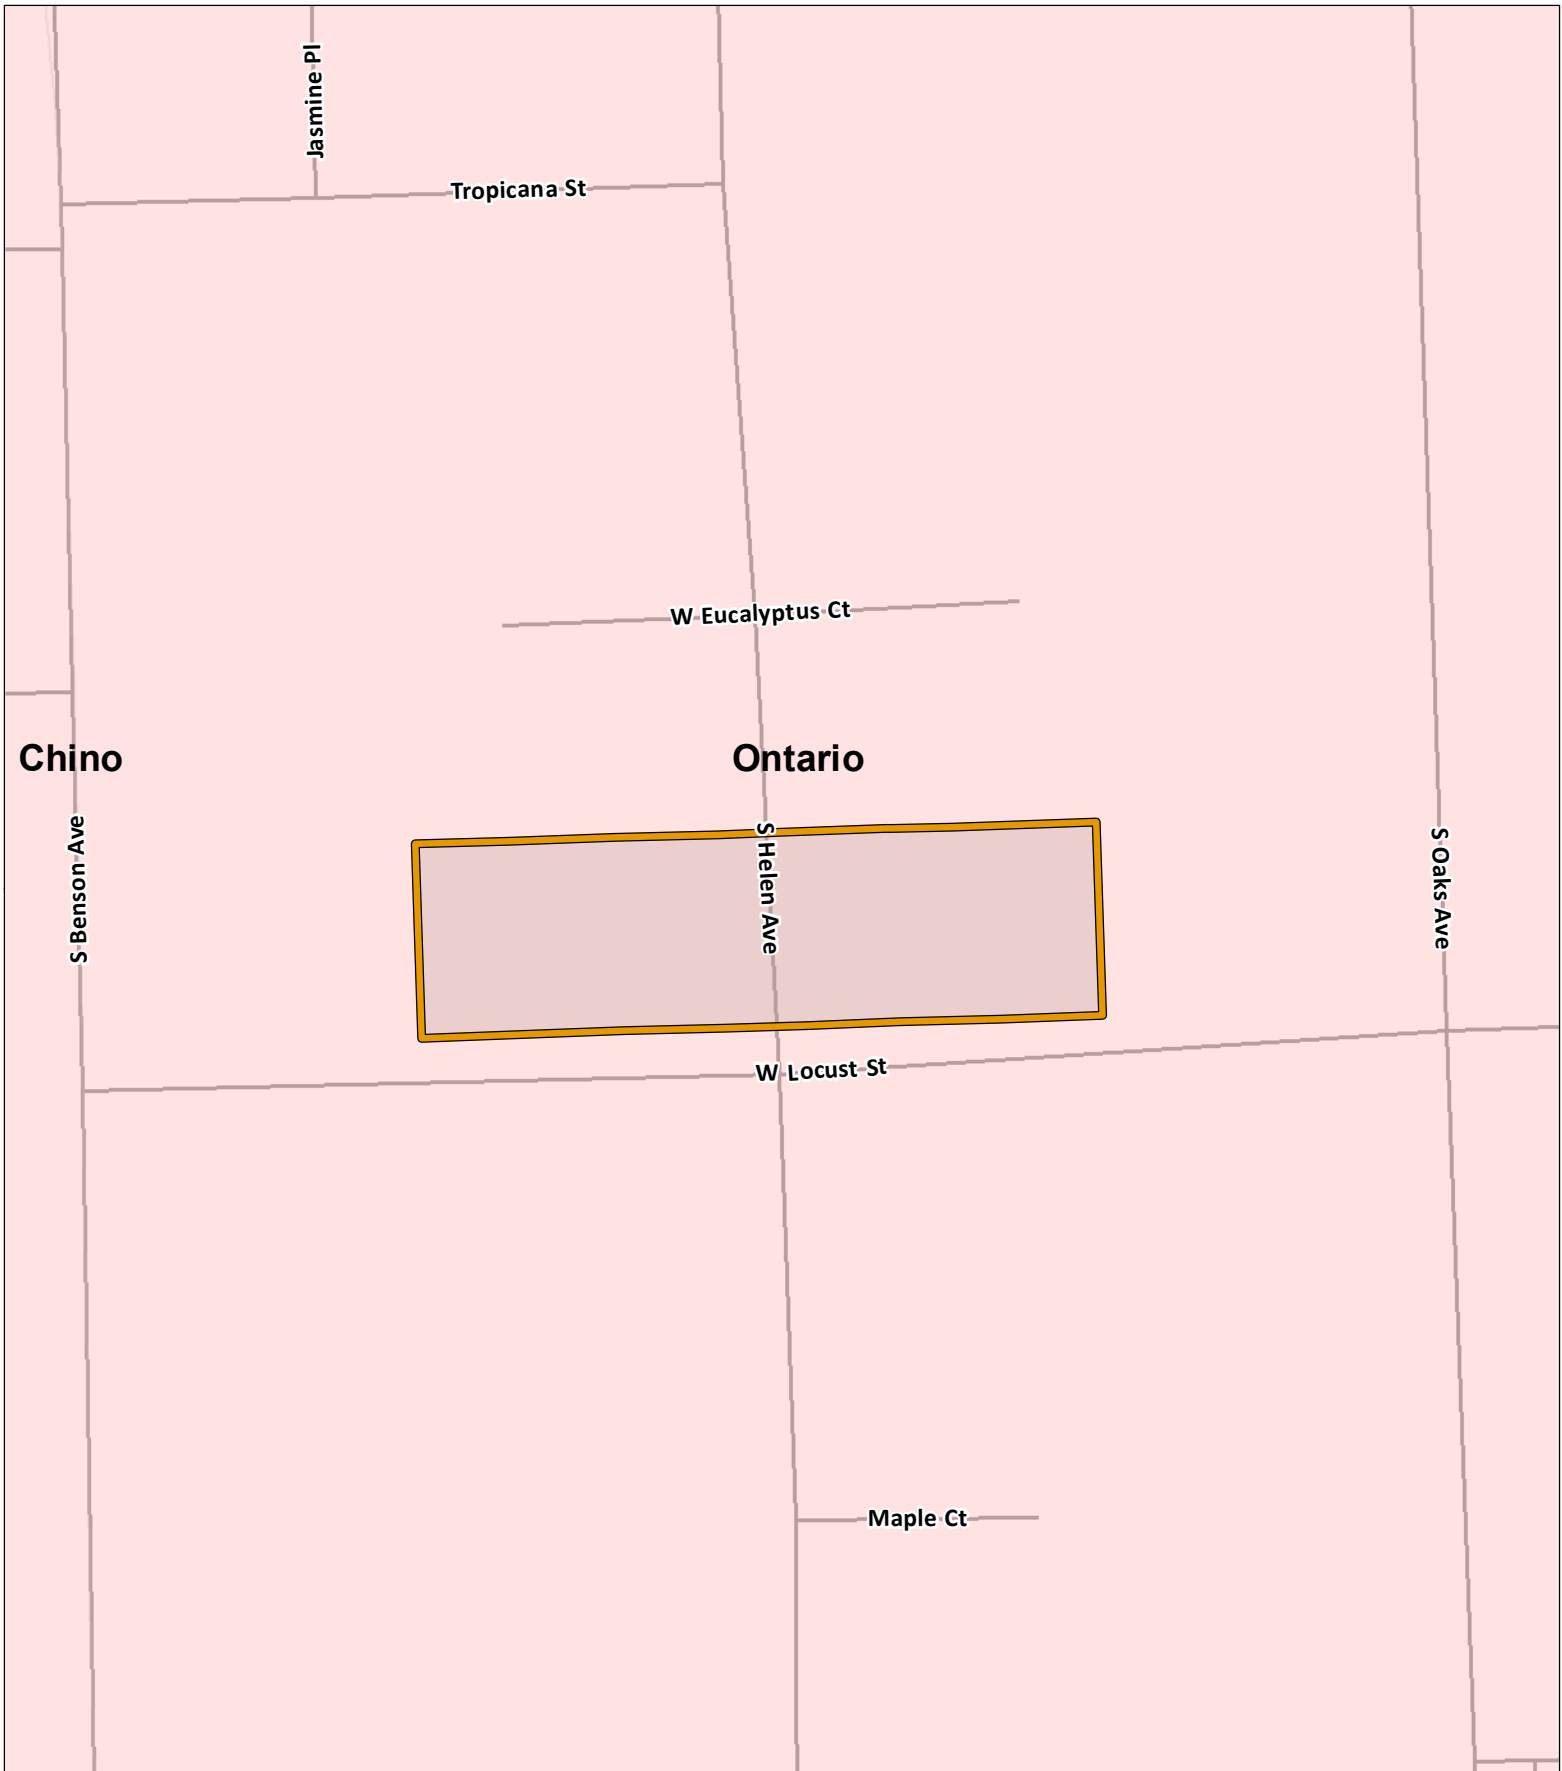 Jasmine Pl
Tropicana St
W Eucalyptus Ct
Chino
Ontario
S Benson Ave
S Helen Ave
S Oaks Ave
W Locust St
Maple Ct